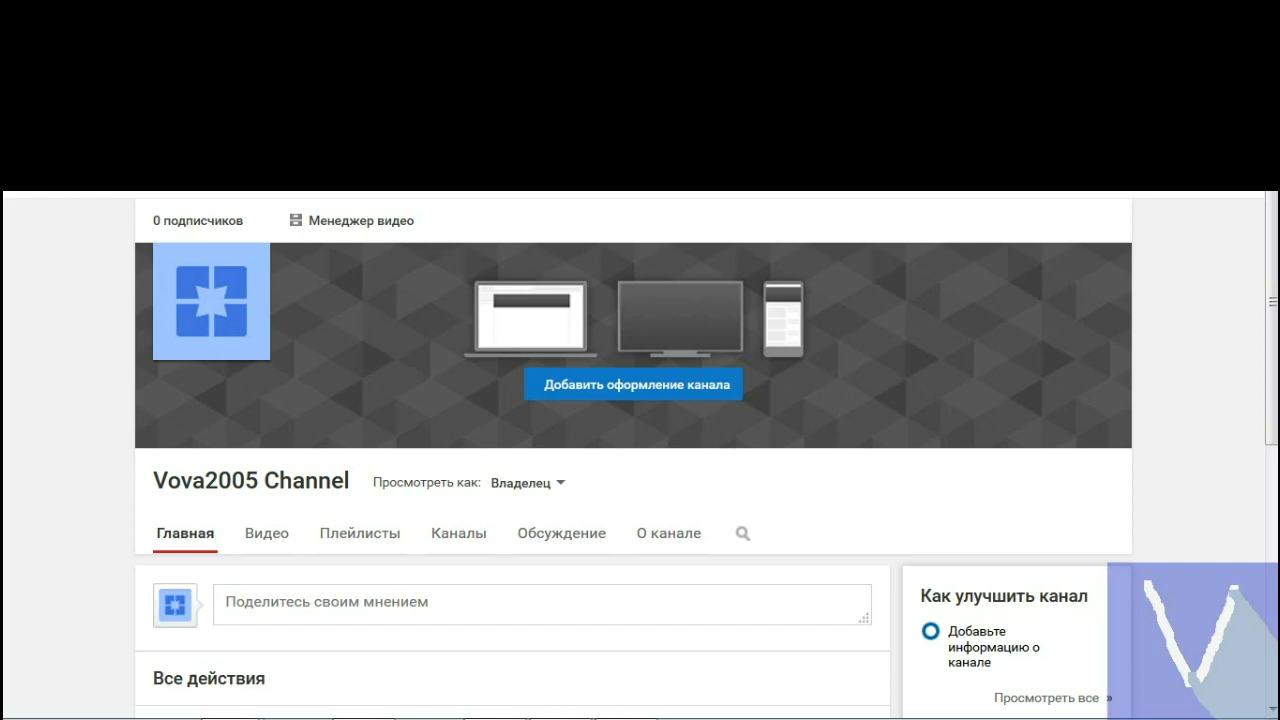 0 подписчиков Менеджер видео
Добавить оформление канала
Vova2005 Channel Просмотреть как: Владелец
Главная Видео Плейлисты Каналы Обсуждение О канале
Поделитесь своим мнением
Все действия
Как улучшить канал
Добавьте
информацию о
канале
Просмотреть все »
V